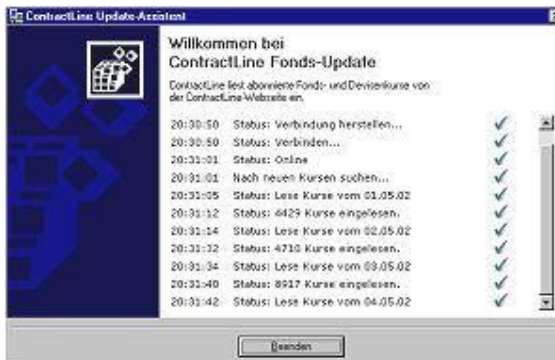 ContractLine Update-Assistent
Willkommen bei
ContractLine Fonds-Update
ContractLine liest abonnierte Fonds- und Devisenkurse von
der ContractLine-Webseite ein.
20:30:50 Status: Verbindung herstellen...
20:30:50 Status: Verbinden...
20:31:01 Status: Online
20:31:01 Nach neuen Kursen suchen...
20:31:05 Status: Lese Kurse vom 01.05.02
20:31:12 Status: 4429 Kurse eingelesen.
20:31:14 Status: Lese Kurse vom 02.05.02
20:31:32 Status: 4710 Kurse eingelesen.
20:31:34 Status: Lese Kurse vom 03.05.02
20:31:40 Status: 8917 Kurse eingelesen.
20:31:42 Status: Lese Kurse vom 04.05.02
Beenden